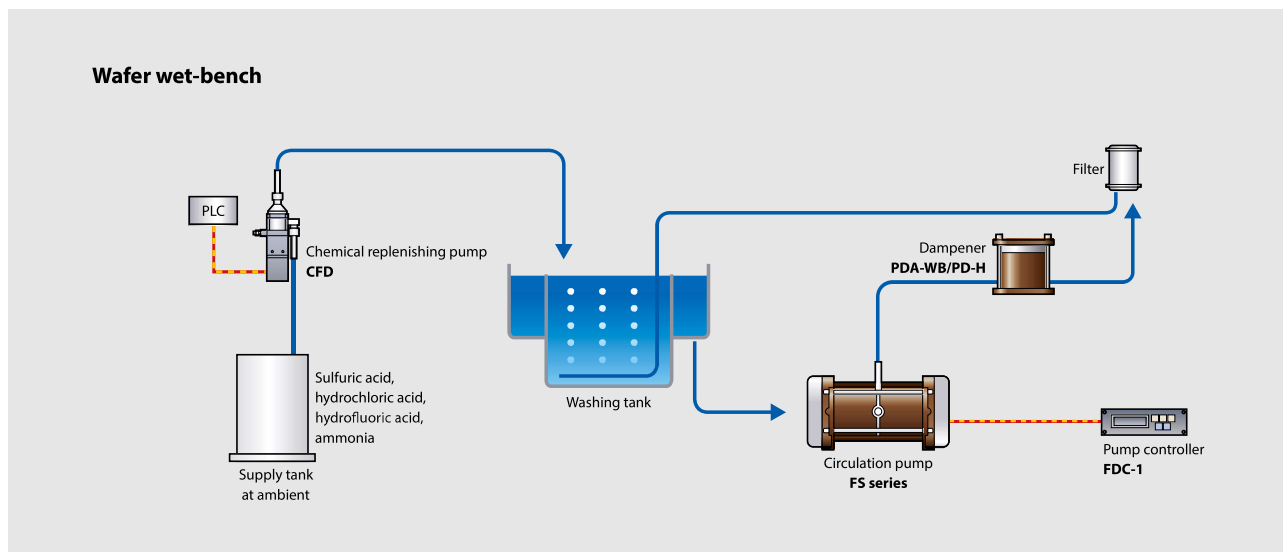 Wafer wet-bench
PLC
Chemical replenishing pump
CFD
Sulfuric acid,
hydrochloric acid,
hydrofluoric acid,
ammonia
Supply tank
at ambient
Washing tank
Filter
Dampener
PDA-WB/PD-H
Circulation pump
FS series
Pump controller
FDC-1